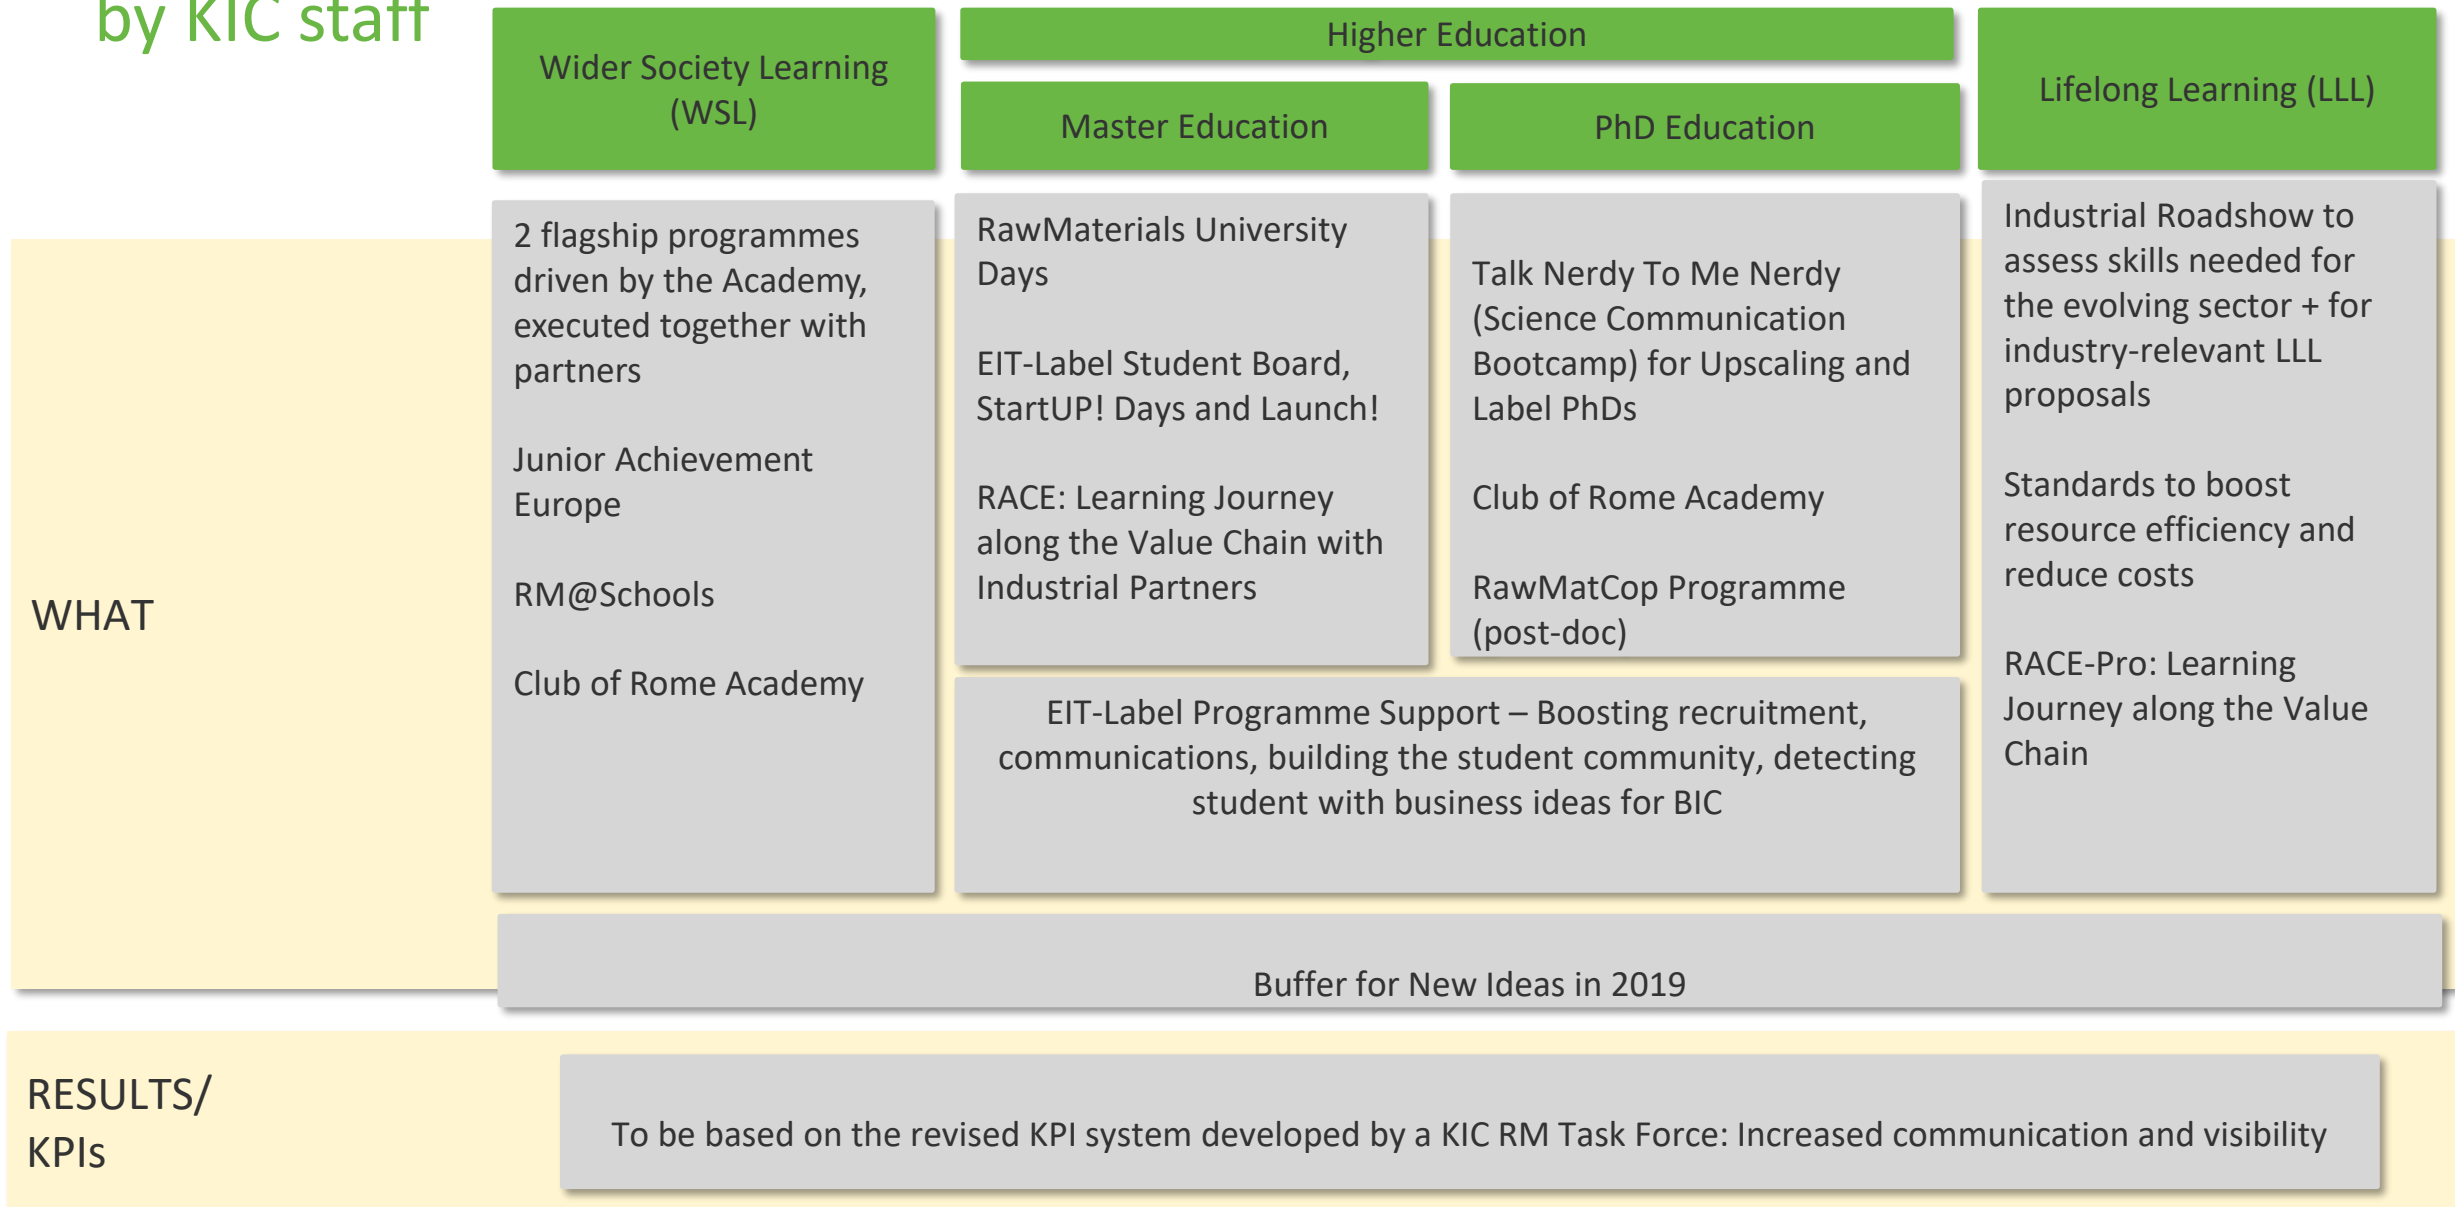 by KIC staff
Wider Society Learning
(WSL)
Higher Education
Master Education
PhD Education
Lifelong Learning (LLL)
WHAT
2 flagship programmes
driven by the Academy,
executed together with
partners
Junior Achievement
Europe
RM@Schools
Club of Rome Academy
RawMaterials University
Days
EIT-Label Student Board,
StartUP! Days and Launch!
RACE: Learning Journey
along the Value Chain with
Industrial Partners
Talk Nerdy To Me Nerdy
(Science Communication
Bootcamp) for Upscaling and
Label PhDs
Club of Rome Academy
RawMatCop Programme
(post-doc)
EIT-Label Programme Support – Boosting recruitment,
communications, building the student community, detecting
student with business ideas for BIC
Industrial Roadshow to
assess skills needed for
the evolving sector + for
industry-relevant LLL
proposals
Standards to boost
resource efficiency and
reduce costs
RACE-Pro: Learning
Journey along the Value
Chain
Buffer for New Ideas in 2019
RESULTS/
KPIs
To be based on the revised KPI system developed by a KIC RM Task Force: Increased communication and visibility